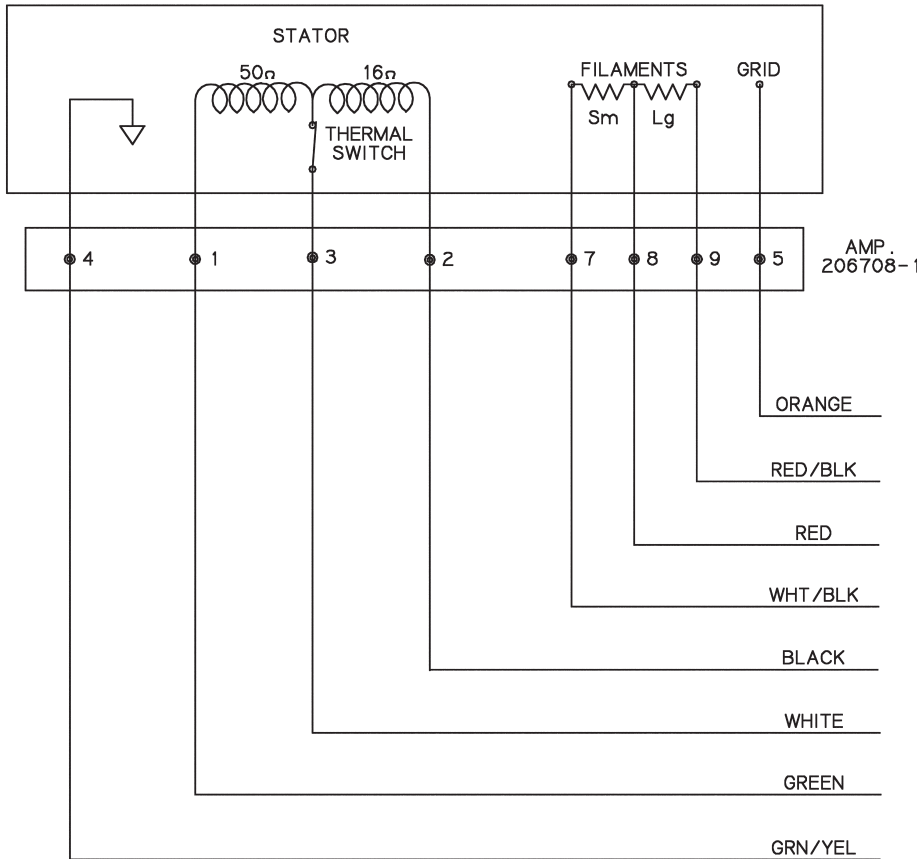 STATOR
50Ω
16Ω
FILAMENTS
GRID
Sm
Lg
THERMAL
SWITCH
4
1
3
2
7
8
9
5
AMP.
206708-1
ORANGE
RED/BLK
RED
WHT/BLK
BLACK
WHITE
GREEN
GRN/YEL